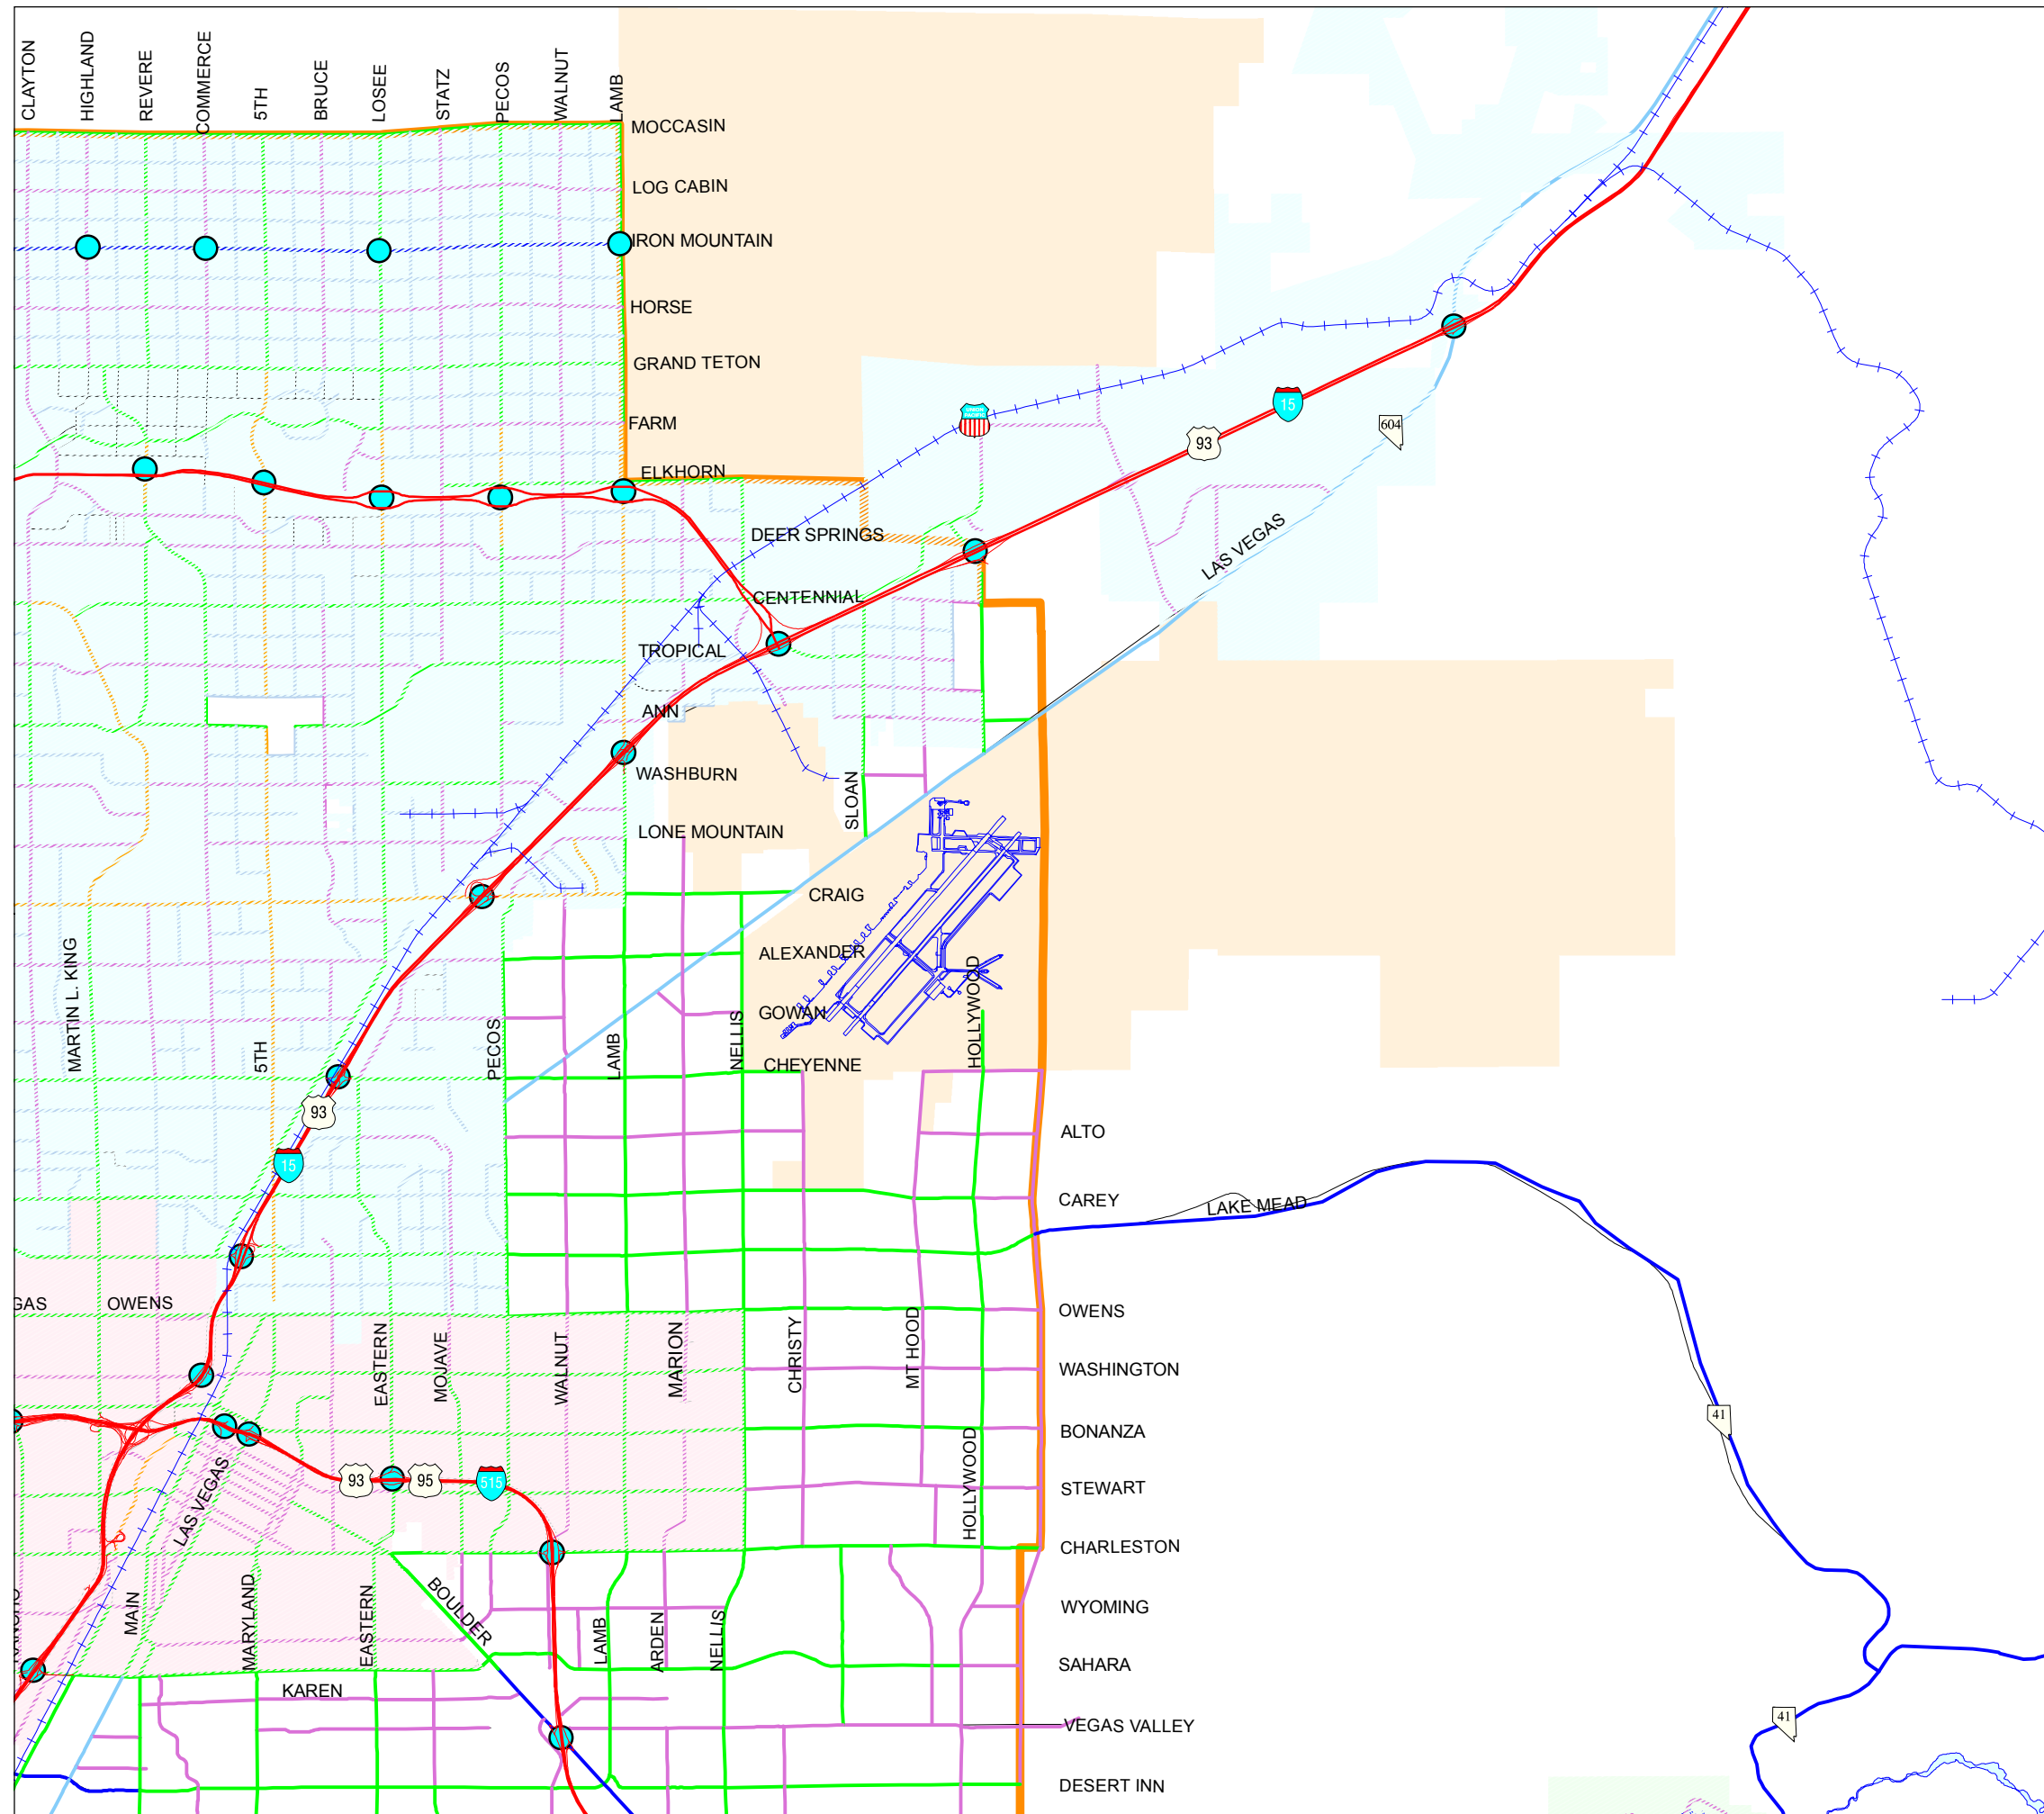 CLAYTON
HIGHLAND
REVERE
COMMERCE
5TH
BRUCE
LOSEE
STATZ
PECOS
WALNUT
LAMB
MOCCASIN
LOG CABIN
IRON MOUNTAIN
HORSE
GRAND TETON
FARM
ELKHORN
UNION
PACIFIC
15
93
604
DEER SPRINGS
LAS VEGAS
CENTENNIAL
TROPICAL
ANN
WASHBURN
SLOAN
LONE MOUNTAIN
CRAIG
ALEXANDER
MARTIN L. KING
5TH
PECOS
LAMB
NELLIS
GOWAN
HOLLYWOOD
CHEYENNE
93
15
ALTO
CAREY
LAKE MEAD
GAS
OWENS
OWENS
EASTERN
MOJAVE
WALNUT
MARION
CHRISTY
MT HOOD
WASHINGTON
BONANZA
41
HOLLYWOOD
STEWART
93
95
515
LAS VEGAS
CHARLESTON
BOULDER
MAIN
MARYLAND
EASTERN
LAMB
ARDEN
NELLIS
WYOMING
SAHARA
KAREN
VEGAS VALLEY
41
DESERT INN